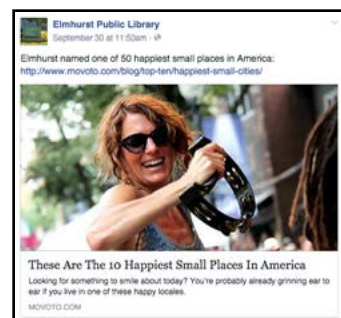 Elmhurst Public Library
September 30 at 11:50am ·
Elmhurst named one of 50 happiest small places in America:
http://www.movoto.com/blog/top-ten/happiest-small-cities/
These Are The 10 Happiest Small Places In America
Looking for something to smile about today? You're probably already grinning ear to
ear if you live in one of these happy locales.
MOVOTO.COM